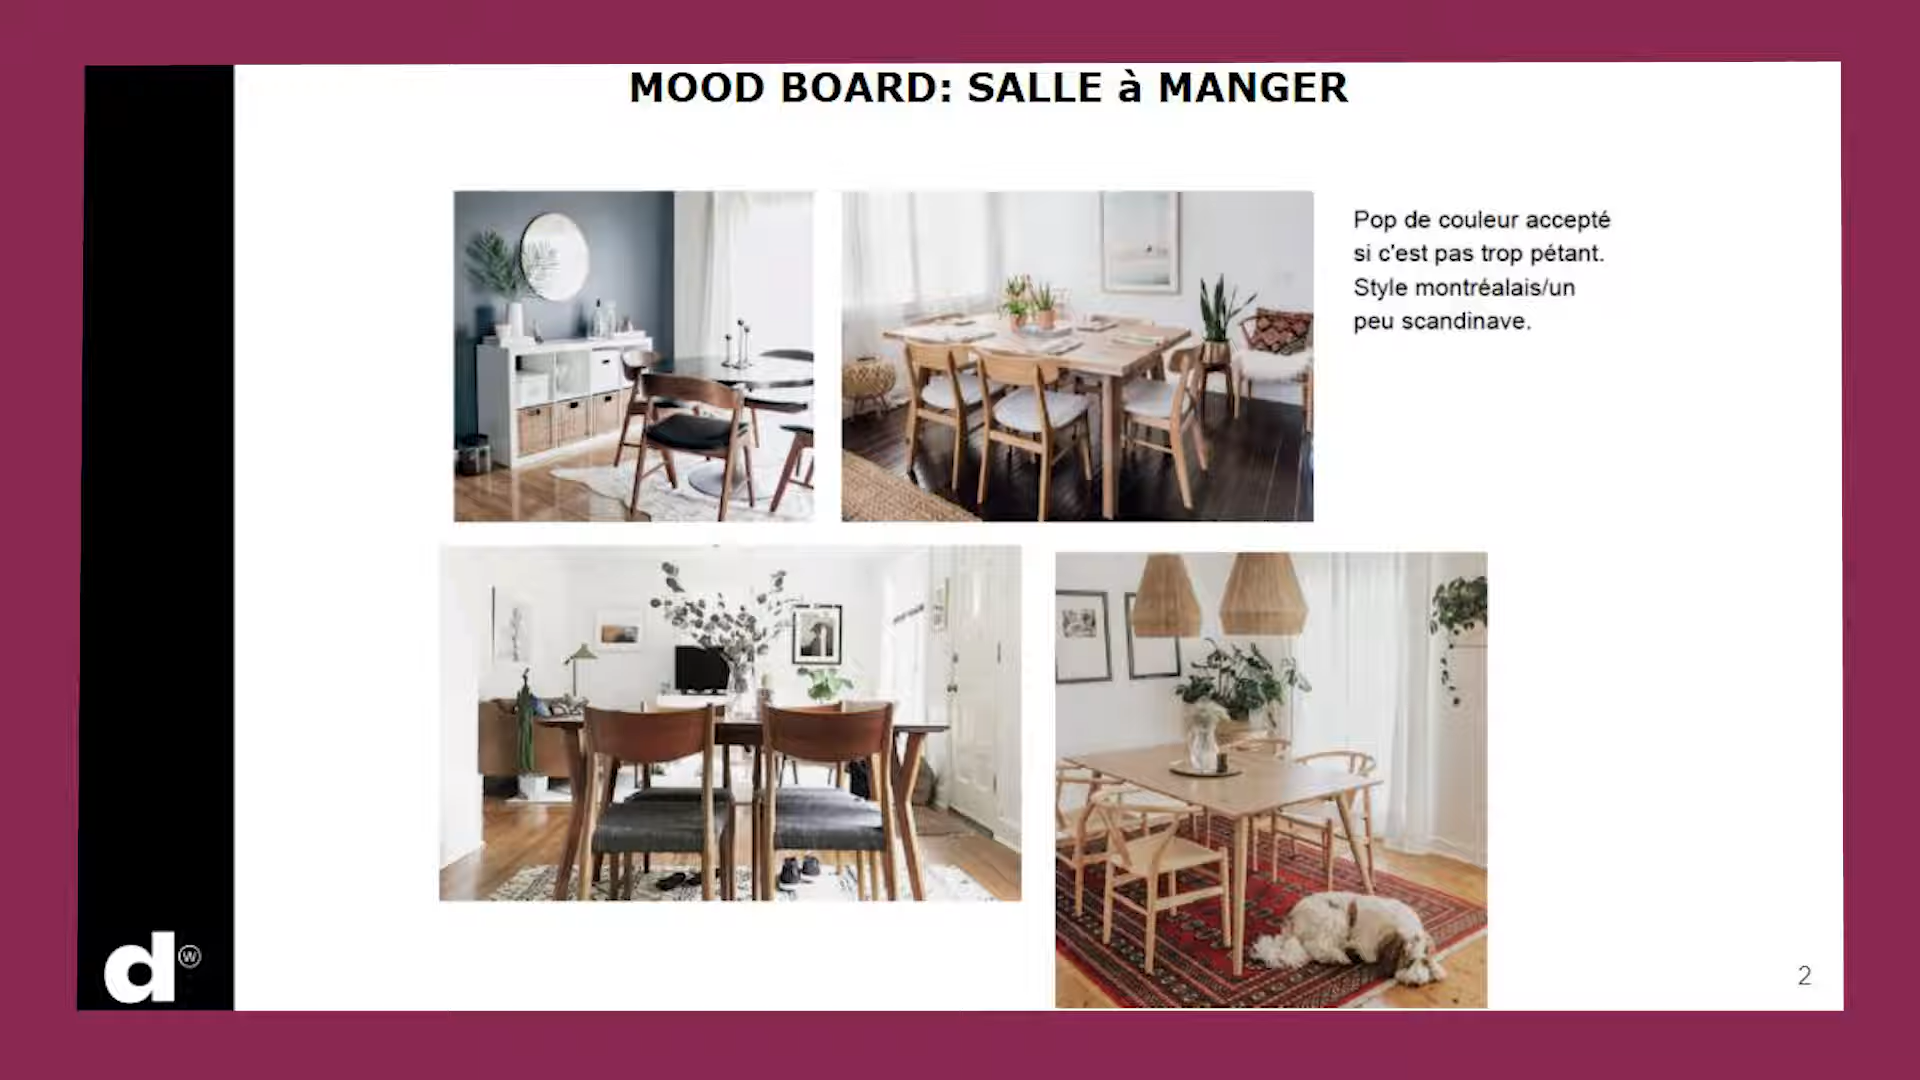 MOOD BOARD: SALLE à MANGER
Pop de couleur accepté
si c'est pas trop pétant.
Style montréalais/un
peu scandinave.
d
W
2